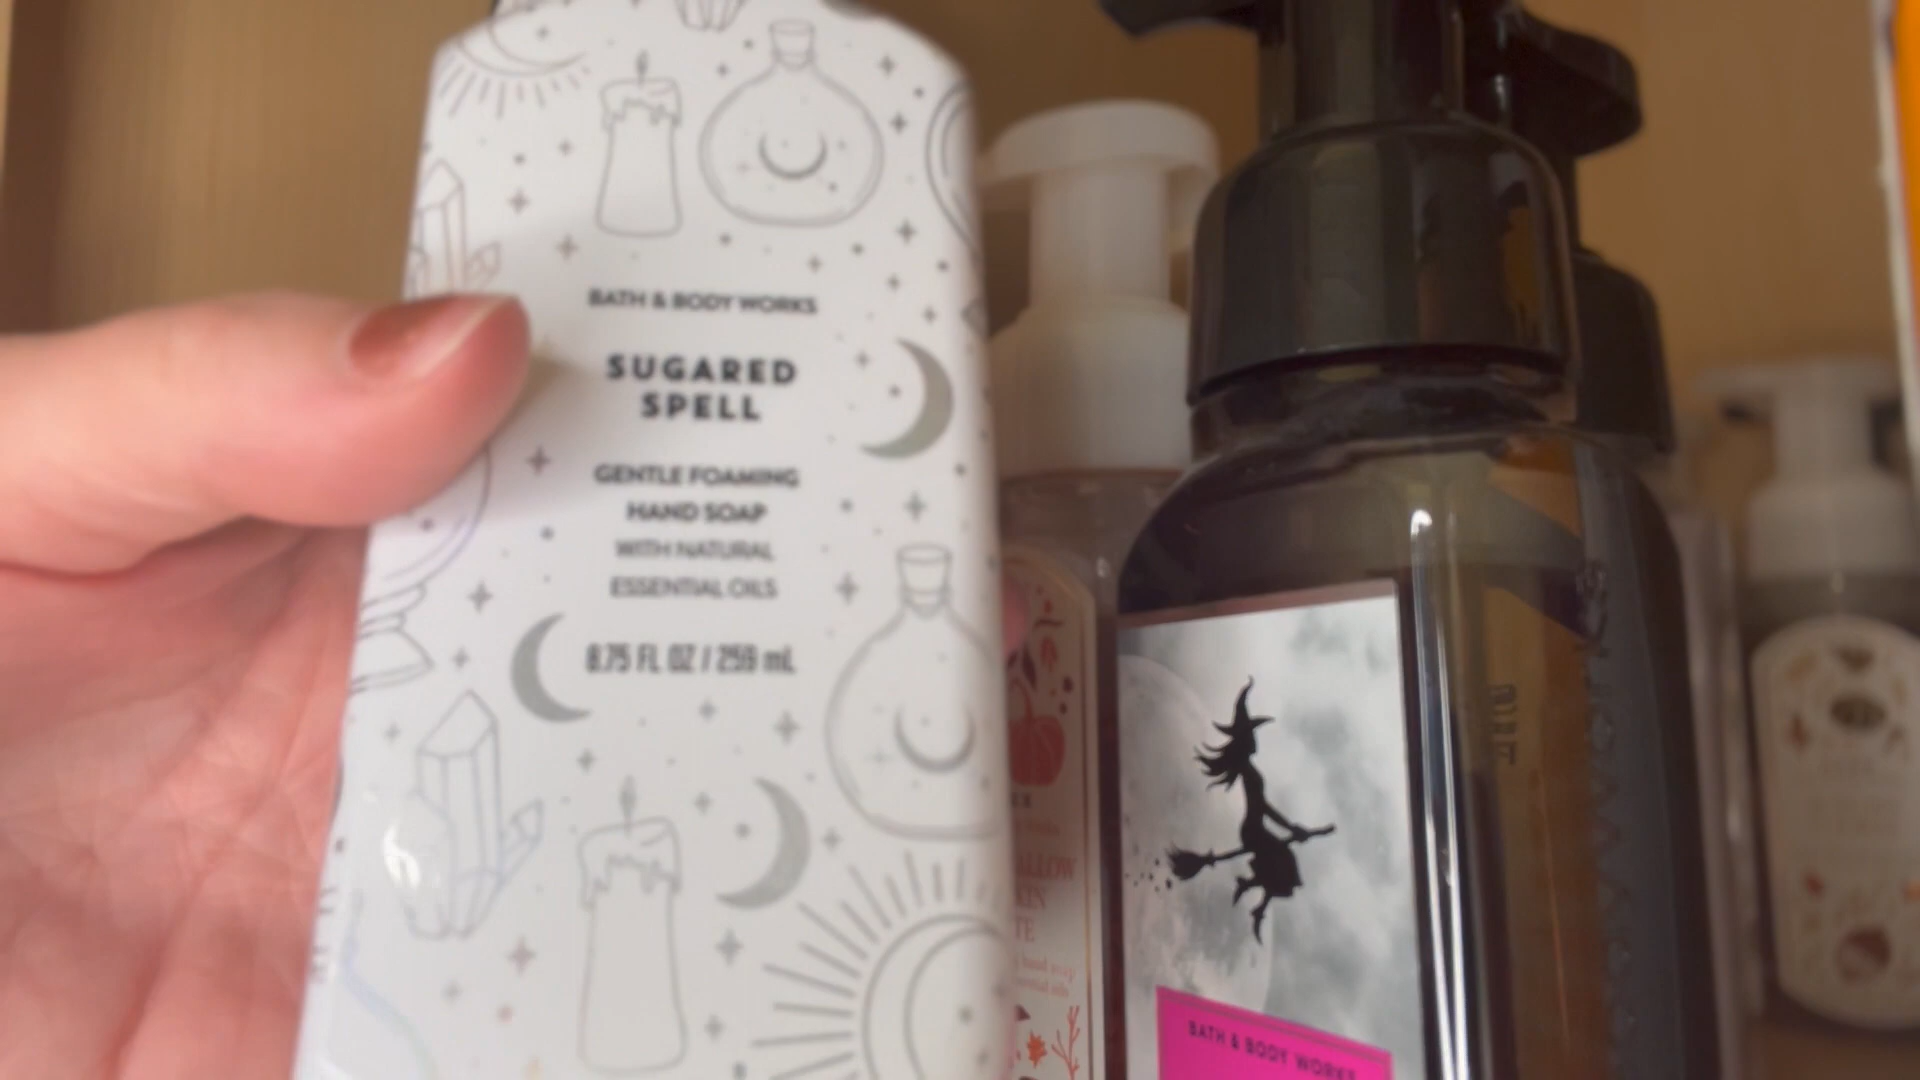 BATH & BODY WORKS
SUGARED
SPELL
GENTLE FOAMING
HAND SOAP
WITH NATURAL
ESSENTIAL OILS
8.75 FL OZ / 259 mL
BATH & BODY WORKS